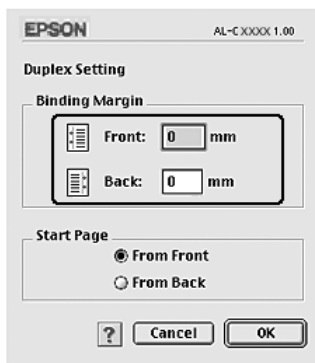 EPSON AL-CXXXX 1.00
Duplex Setting
Binding Margin
Front: 0 mm
Back: 0 mm
Start Page
From Front
From Back
? Cancel OK